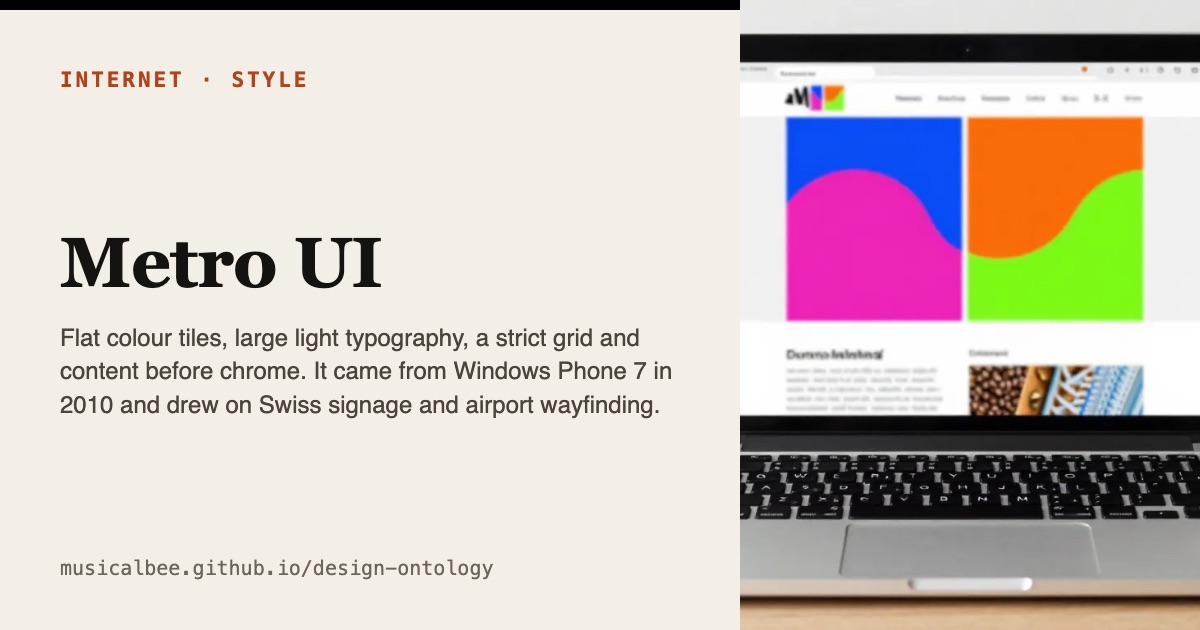 INTERNET · STYLE
Metro UI
Flat colour tiles, large light typography, a strict grid and
content before chrome. It came from Windows Phone 7 in
2010 and drew on Swiss signage and airport wayfinding.
musicalbee.github.io/design-ontology